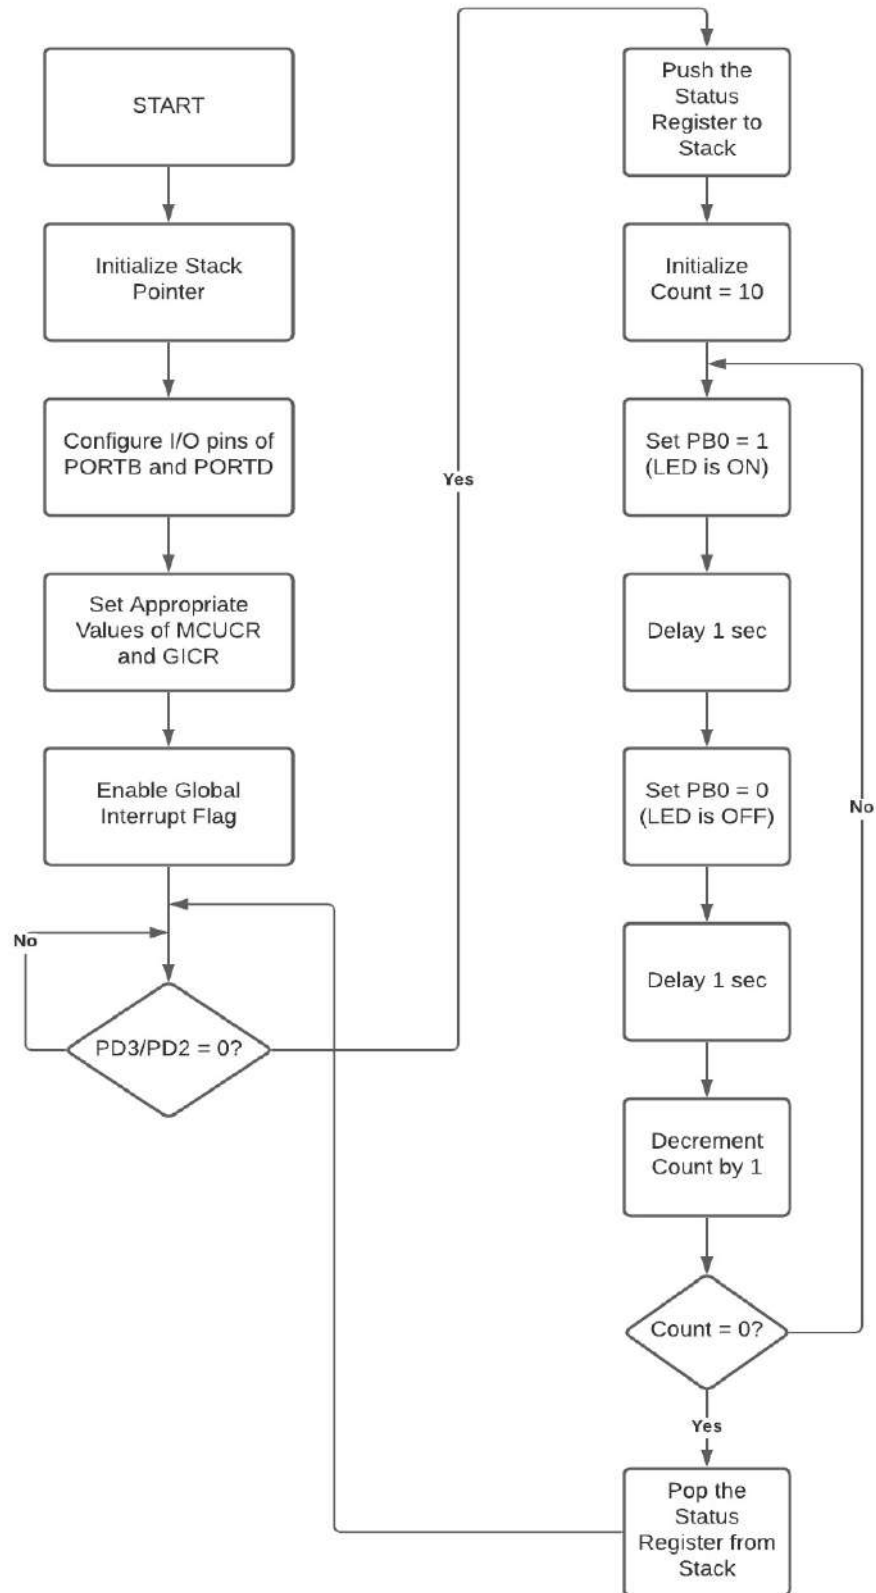 START
Initialize Stack
Pointer
Configure I/O pins of
PORTB and PORTD
Set Appropriate
Values of MCUCR
and GICR
Enable Global
Interrupt Flag
No
PD3/PD2 = 0?
Yes
Push the
Status
Register to
Stack
Initialize
Count = 10
Set PB0 = 1
(LED is ON)
Delay 1 sec
Set PB0 = 0
(LED is OFF)
No
Delay 1 sec
Decrement
Count by 1
Count = 0?
Yes
Pop the
Status
Register from
Stack